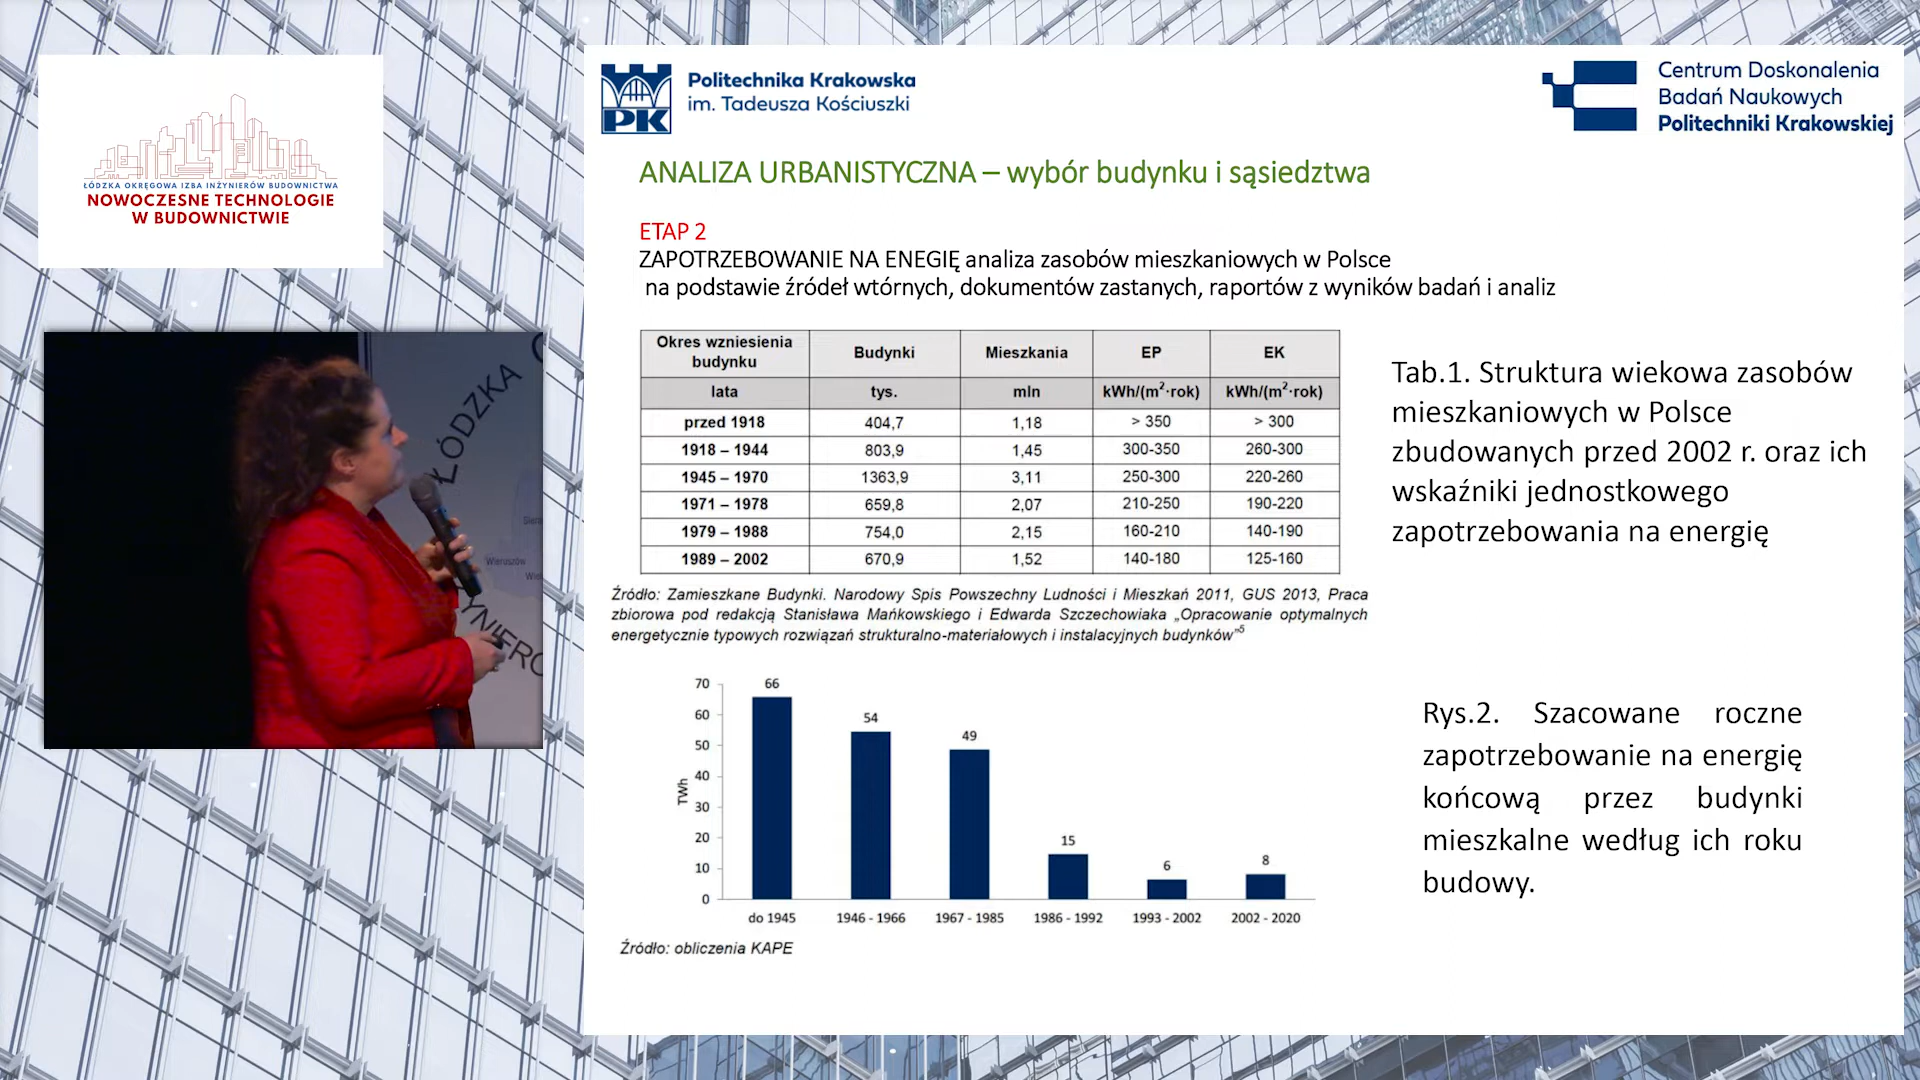 ŁÓDZKA OKRĘGOWA IZBA INŻYNIERÓW BUDOWNICTWA
NOWOCZESNE TECHNOLOGIE
W BUDOWNICTWIE
ŁÓDZKA
Wieruszów
PK
Politechnika Krakowska
im. Tadeusza Kościuszki
Centrum Doskonalenia
Badań Naukowych
Politechniki Krakowskiej
ANALIZA URBANISTYCZNA – wybór budynku i sąsiedztwa
ETAP 2
ZAPOTRZEBOWANIE NA ENEGIĘ analiza zasobów mieszkaniowych w Polsce
na podstawie źródeł wtórnych, dokumentów zastanych, raportów z wyników badań i analiz
Okres wzniesienia budynku Budynki Mieszkania EP EK
lata tys. mln kWh/(m²·rok) kWh/(m²·rok)
przed 1918 404,7 1,18 > 350 > 300
1918 – 1944 803,9 1,45 300-350 260-300
1945 – 1970 1363,9 3,11 250-300 220-260
1971 – 1978 659,8 2,07 210-250 190-220
1979 – 1988 754,0 2,15 160-210 140-190
1989 – 2002 670,9 1,52 140-180 125-160
Tab.1. Struktura wiekowa zasobów
mieszkaniowych w Polsce
zbudowanych przed 2002 r. oraz ich
wskaźniki jednostkowego
zapotrzebowania na energię
Źródło: Zamieszkane Budynki. Narodowy Spis Powszechny Ludności i Mieszkań 2011, GUS 2013, Praca
zbiorowa pod redakcją Stanisława Mańkowskiego i Edwarda Szczechowiaka „Opracowanie optymalnych
energetycznie typowych rozwiązań strukturalno-materiałowych i instalacyjnych budynków”⁵
TWh
70
60
50
40
30
20
10
0
66
54
49
15
6
8
do 1945 1946 - 1966 1967 - 1985 1986 - 1992 1993 - 2002 2002 - 2020
Źródło: obliczenia KAPE
Rys.2. Szacowane roczne
zapotrzebowanie na energię
końcową przez budynki
mieszkalne według ich roku
budowy.